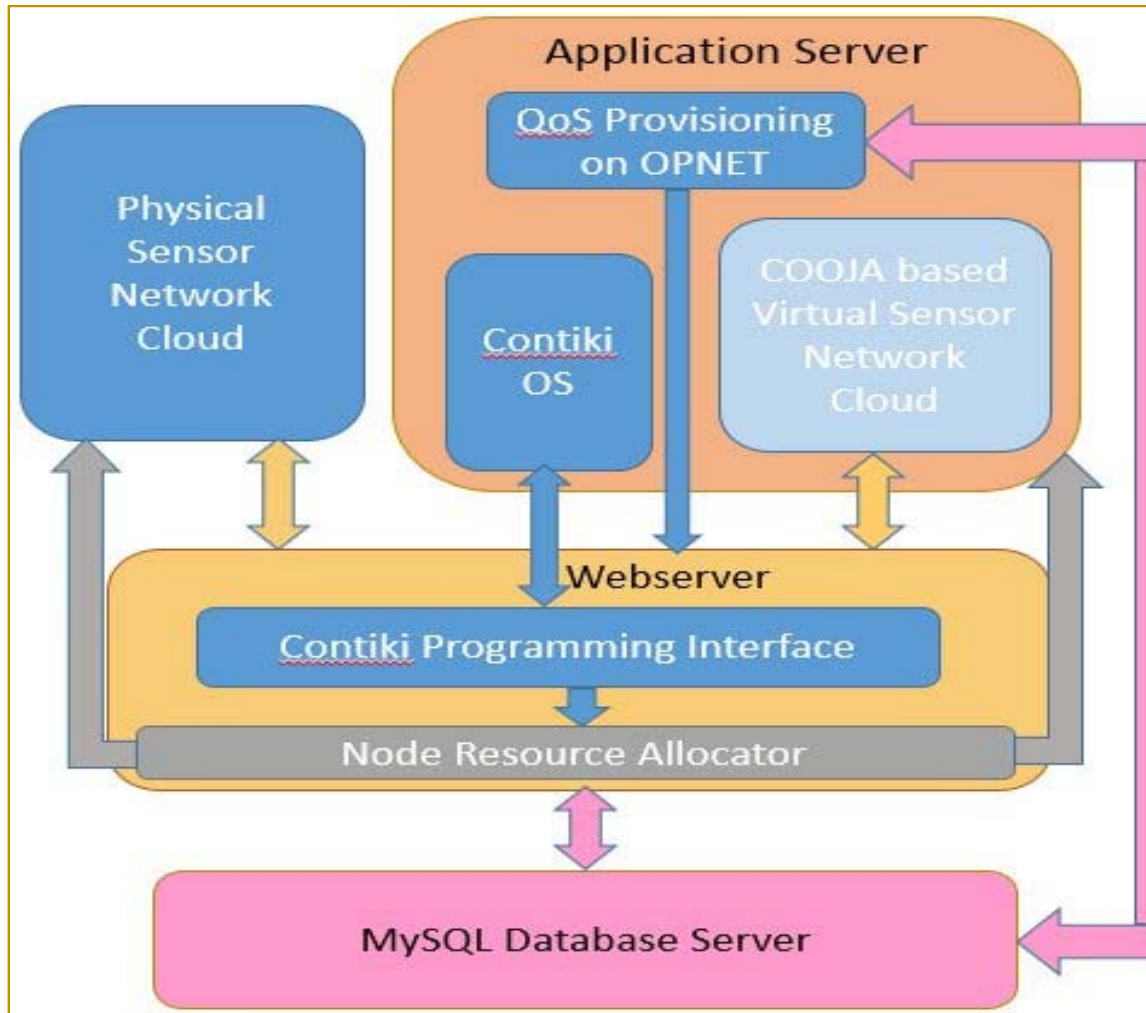 Application Server
QoS Provisioning
on OPNET
Physical
Sensor
Network
Cloud
Contiki
OS
COOJA based
Virtual Sensor
Network
Cloud
Webserver
Contiki Programming Interface
Node Resource Allocator
MySQL Database Server